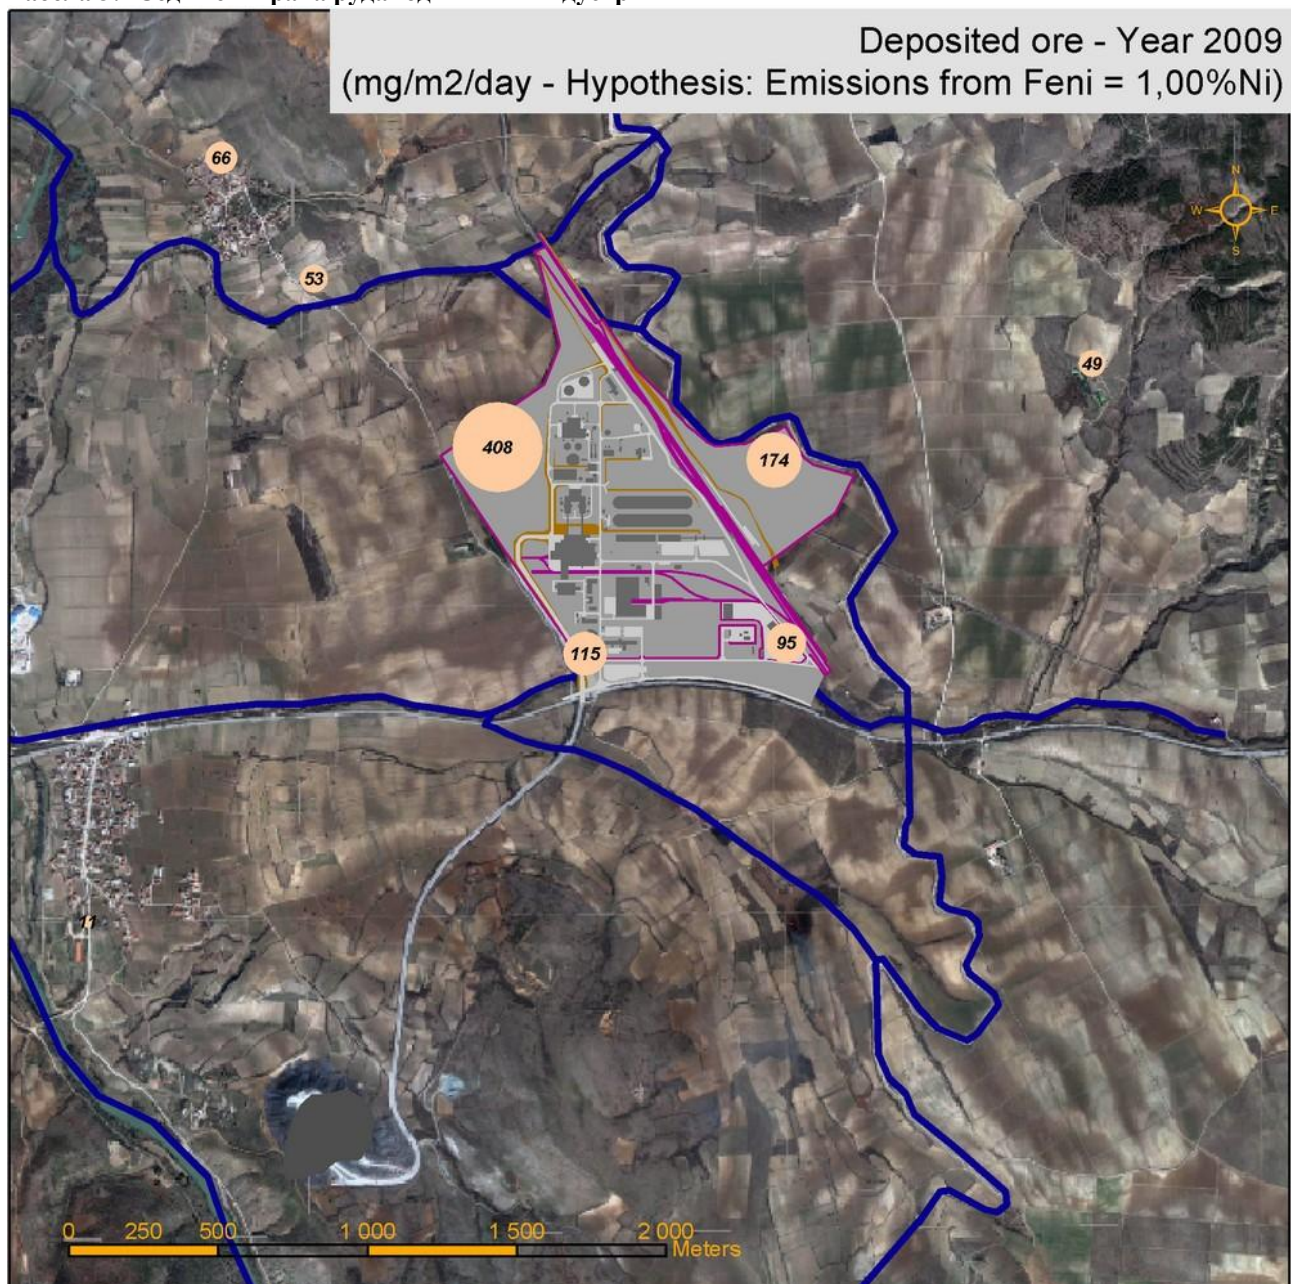 Deposited ore - Year 2009
(mg/m2/day - Hypothesis: Emissions from Feni = 1,00%Ni)
66
N
W
E
S
53
49
408
174
115
95
11
0 250 500 1 000 1 500 2 000
Meters